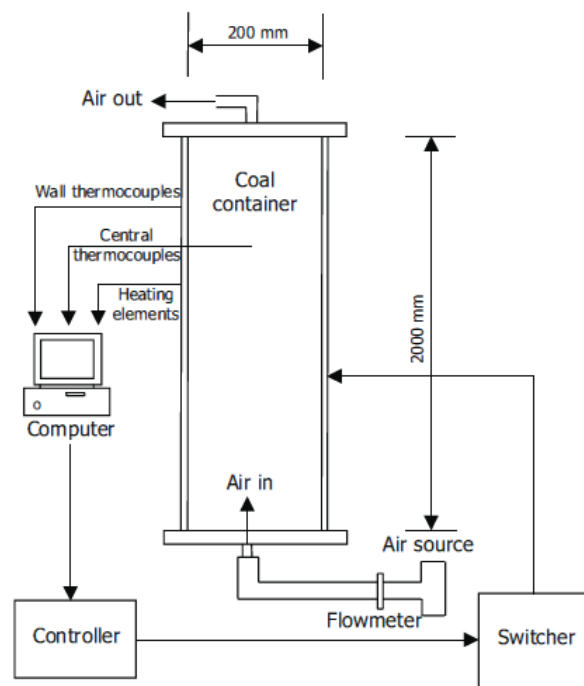 200 mm
Air out
Coal
container
Wall thermocouples
Central
thermocouples
Heating
elements
2000 mm
Computer
Air in
Air source
Flowmeter
Controller
Switcher